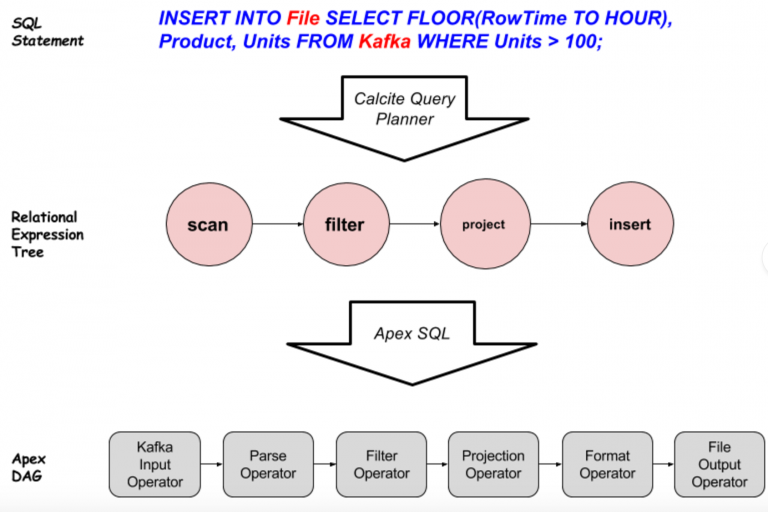 SQL
Statement
INSERT INTO File SELECT FLOOR(RowTime TO HOUR),
Product, Units FROM Kafka WHERE Units > 100;
Calcite Query
Planner
Relational
Expression
Tree
scan
filter
project
insert
Apex SQL
Apex
DAG
Kafka
Input
Operator
Parse
Operator
Filter
Operator
Projection
Operator
Format
Operator
File
Output
Operator